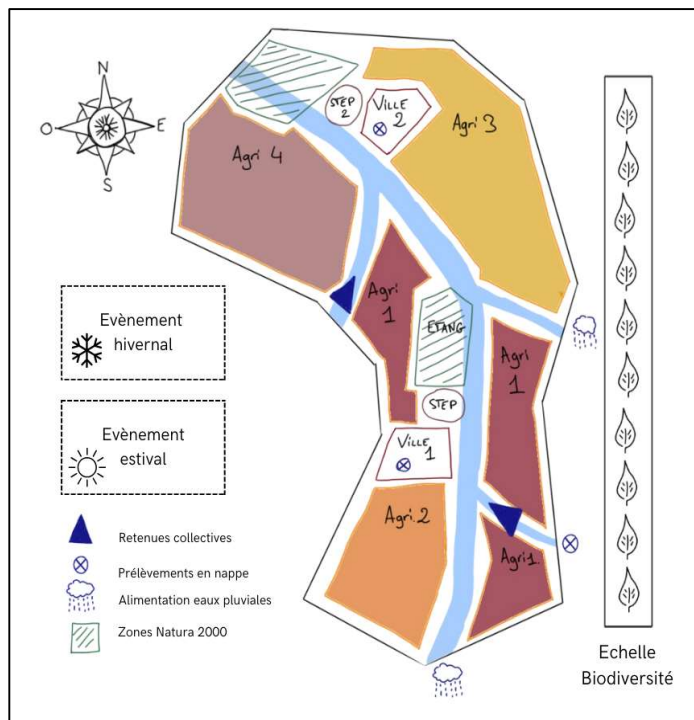 N
O
E
S
STEP
2
VILLE
2
Agri 3
Agri 4
Agri
1
ETANG
Agri
1
STEP
VILLE
1
Agri.2
Agri1
Evènement
hivernal
Evènement
estival
Retenues collectives
Prélèvements en nappe
Alimentation eaux pluviales
Zones Natura 2000
Echelle
Biodiversité